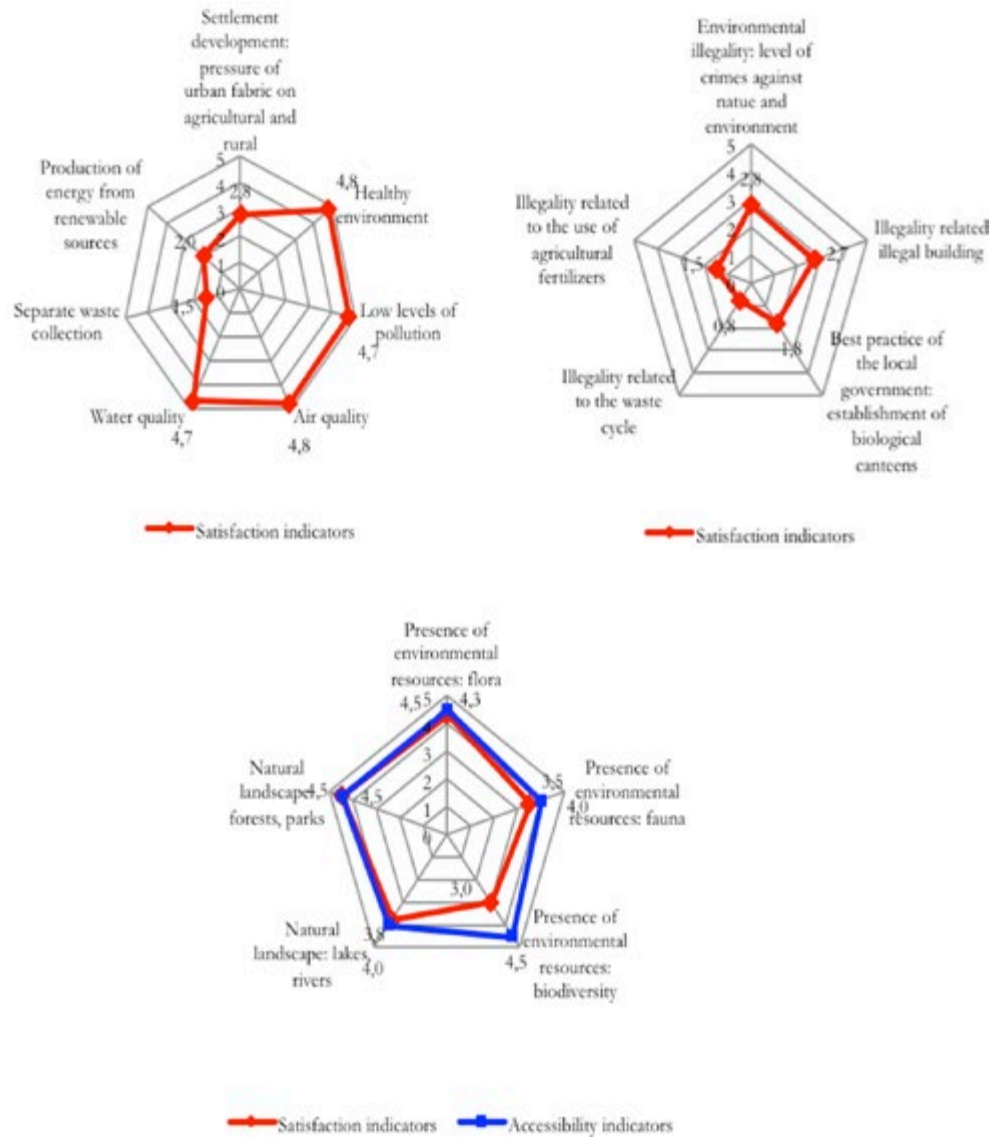 Settlement
development:
pressure of
urban fabric on
agricultural and
rural
5
4
3
2
1
0
2,8
4,8
Healthy
environment
Low levels of
pollution
4,7
Air quality
4,8
Water quality
4,7
Separate waste
collection
1,5
Production of
energy from
renewable
sources
2,0
Satisfaction indicators
Environmental
illegality: level of
crimes against
natue and
environment
5
4
3
2
1
0
2,8
Illegality related
illegal building
2,7
Best practice of
the local
government:
establishment of
biological
canteens
1,8
Illegality related
to the waste
cycle
0,8
Illegality related
to the use of
agricultural
fertilizers
1,5
Satisfaction indicators
Presence of
environmental
resources: flora
4,5
5
4,3
4
3
2
1
0
Presence of
environmental
resources: fauna
3,5
4,0
Presence of
environmental
resources:
biodiversity
3,0
4,5
Natural
landscape: lakes,
rivers
3,8
4,0
Natural
landscape:
forests, parks
4,5
4,5
Satisfaction indicators
Accessibility indicators